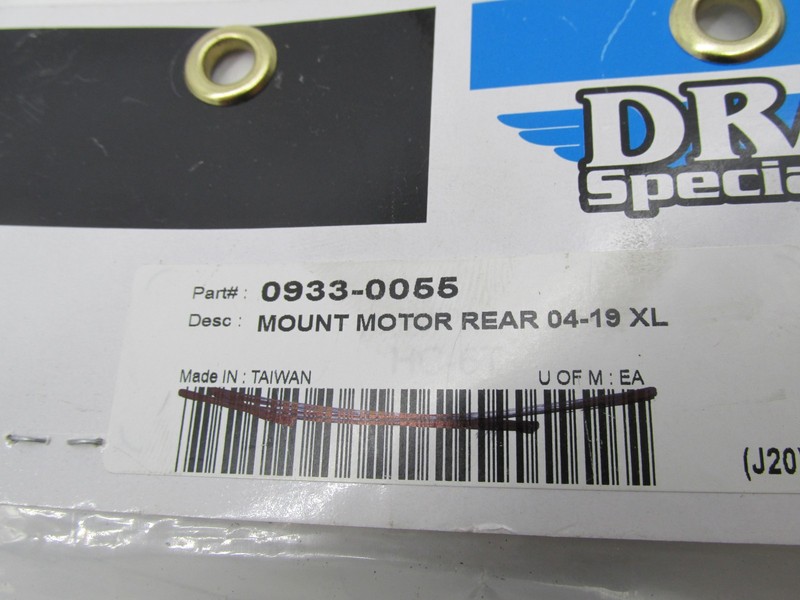 DR
Specia
Part# : 0933-0055
Desc : MOUNT MOTOR REAR 04-19 XL
Made IN : TAIWAN U OF M : EA
(J20)